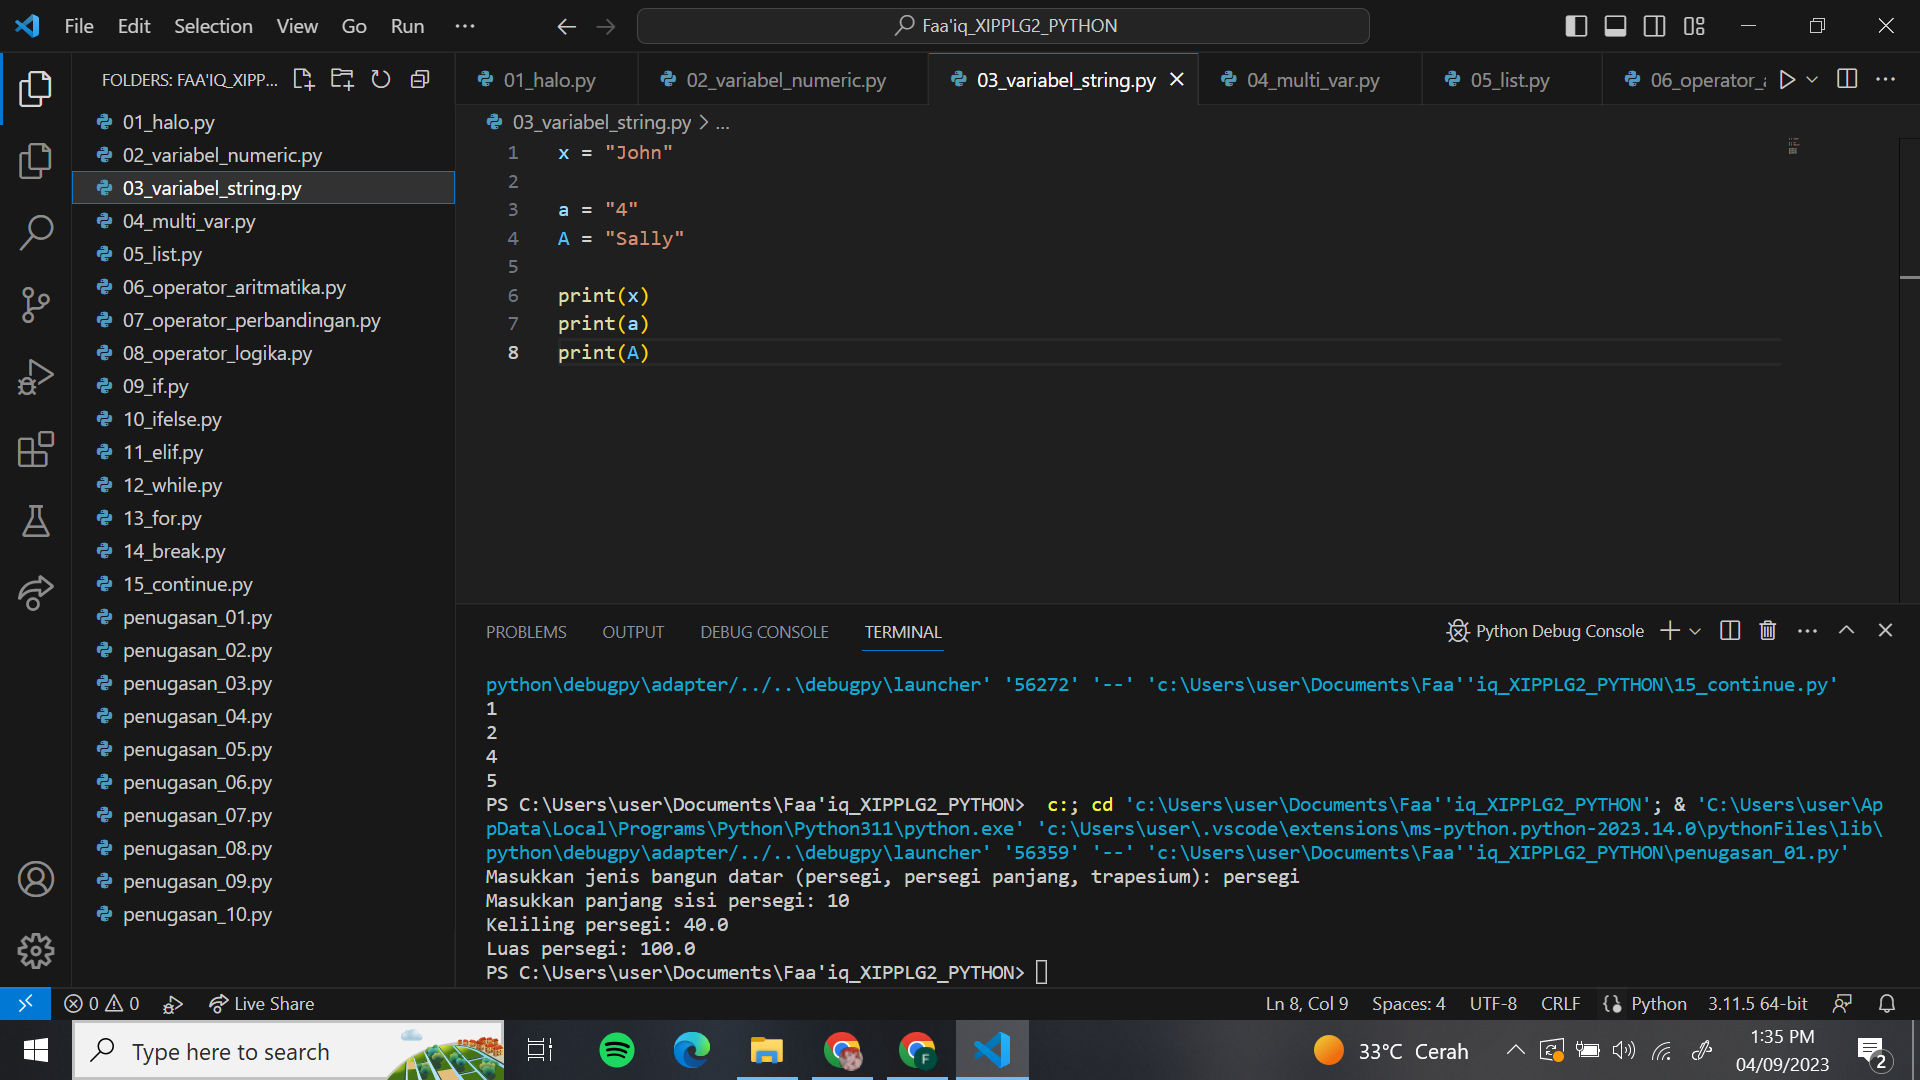 File Edit Selection View Go Run ...
Faa'iq_XIPPLG2_PYTHON
FOLDERS: FAA'IQ_XIPP...
01_halo.py
02_variabel_numeric.py
03_variabel_string.py
04_multi_var.py
05_list.py
06_operator_aritmatika.py
07_operator_perbandingan.py
08_operator_logika.py
09_if.py
10_ifelse.py
11_elif.py
12_while.py
13_for.py
14_break.py
15_continue.py
penugasan_01.py
penugasan_02.py
penugasan_03.py
penugasan_04.py
penugasan_05.py
penugasan_06.py
penugasan_07.py
penugasan_08.py
penugasan_09.py
penugasan_10.py
01_halo.py 02_variabel_numeric.py 03_variabel_string.py 04_multi_var.py 05_list.py 06_operator_
03_variabel_string.py > ...
1 x = "John"
2
3 a = "4"
4 A = "Sally"
5
6 print(x)
7 print(a)
8 print(A)
PROBLEMS OUTPUT DEBUG CONSOLE TERMINAL Python Debug Console
python\debugpy\adapter/../..\debugpy\launcher' '56272' '--' 'c:\Users\user\Documents\Faa''iq_XIPPLG2_PYTHON\15_continue.py'
1
2
4
5
PS C:\Users\user\Documents\Faa'iq_XIPPLG2_PYTHON>  c:; cd 'c:\Users\user\Documents\Faa''iq_XIPPLG2_PYTHON'; & 'C:\Users\user\Ap
pData\Local\Programs\Python\Python311\python.exe' 'c:\Users\user\.vscode\extensions\ms-python.python-2023.14.0\pythonFiles\lib\
python\debugpy\adapter/../..\debugpy\launcher' '56359' '--' 'c:\Users\user\Documents\Faa''iq_XIPPLG2_PYTHON\penugasan_01.py'
Masukkan jenis bangun datar (persegi, persegi panjang, trapesium): persegi
Masukkan panjang sisi persegi: 10
Keliling persegi: 40.0
Luas persegi: 100.0
PS C:\Users\user\Documents\Faa'iq_XIPPLG2_PYTHON>
0 0 Live Share Ln 8, Col 9 Spaces: 4 UTF-8 CRLF Python 3.11.5 64-bit
Type here to search
F
33°C Cerah
1:35 PM
04/09/2023
2